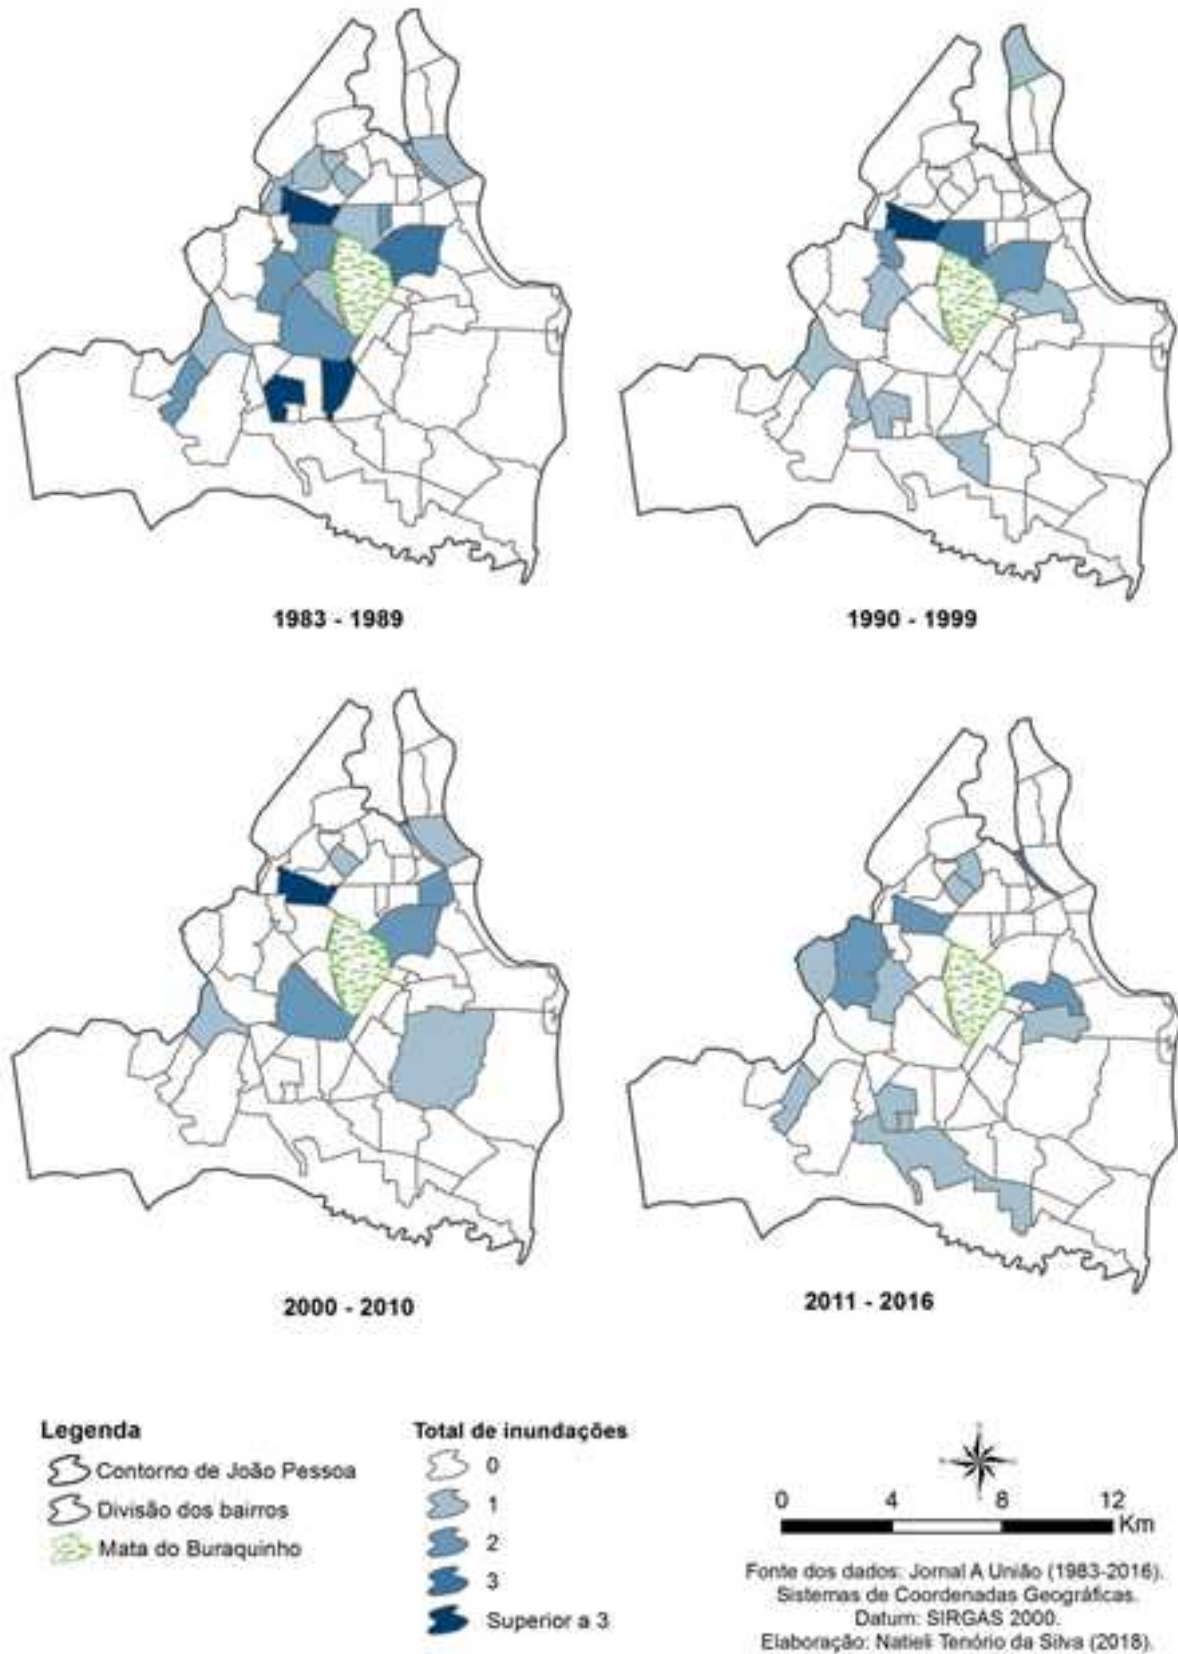 1983 - 1989
1990 - 1999
2000 - 2010
2011 - 2016
Legenda
Contorno de João Pessoa
Divisão dos bairros
Mata do Buraquinho
Total de inundações
0
1
2
3
Superior a 3
0 4 8 12
Km
Fonte dos dados: Jornal A União (1983-2016).
Sistemas de Coordenadas Geográficas.
Datum: SIRGAS 2000.
Elaboração: Natieli Tenório da Silva (2018).